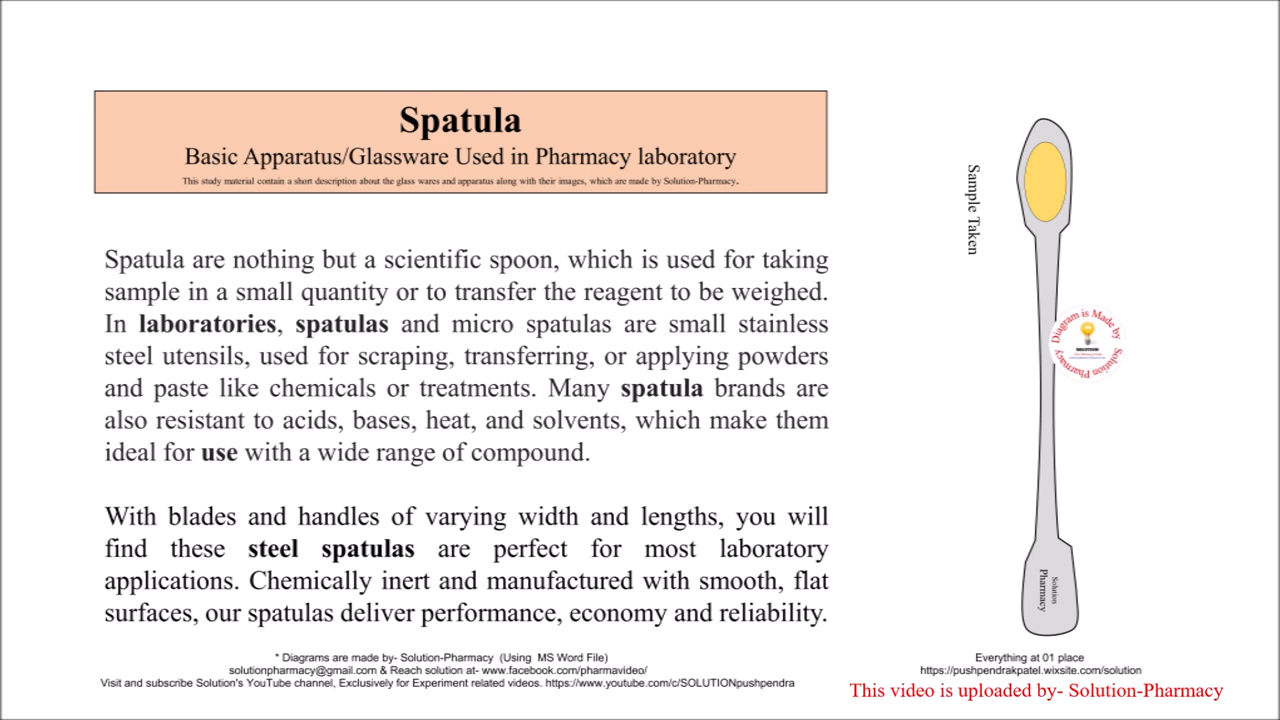 Spatula
Basic Apparatus/Glassware Used in Pharmacy laboratory
This study material contain a short description about the glass wares and apparatus along with their images, which are made by Solution-Pharmacy.
Spatula are nothing but a scientific spoon, which is used for taking
sample in a small quantity or to transfer the reagent to be weighed.
In laboratories, spatulas and micro spatulas are small stainless
steel utensils, used for scraping, transferring, or applying powders
and paste like chemicals or treatments. Many spatula brands are
also resistant to acids, bases, heat, and solvents, which make them
ideal for use with a wide range of compound.
With blades and handles of varying width and lengths, you will
find these steel spatulas are perfect for most laboratory
applications. Chemically inert and manufactured with smooth, flat
surfaces, our spatulas deliver performance, economy and reliability.
* Diagrams are made by- Solution-Pharmacy (Using MS Word File)
solutionpharmacy@gmail.com & Reach solution at- www.facebook.com/pharmavideo/
Visit and subscribe Solution's YouTube channel, Exclusively for Experiment related videos. https://www.youtube.com/c/SOLUTIONpushpendra
Sample Taken
Diagram is Made by
Solution Pharmacy
SOLUTION
Solution
Pharmacy
Everything at 01 place
https://pushpendrakpatel.wixsite.com/solution
This video is uploaded by- Solution-Pharmacy